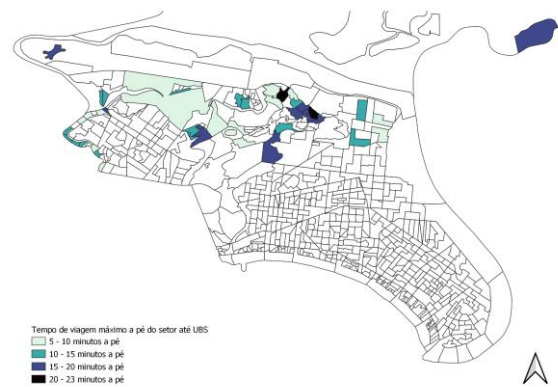 Tempo de viagem máximo a pé do setor até UBS
5 - 10 minutos a pé
10 - 15 minutos a pé
15 - 20 minutos a pé
20 - 23 minutos a pé